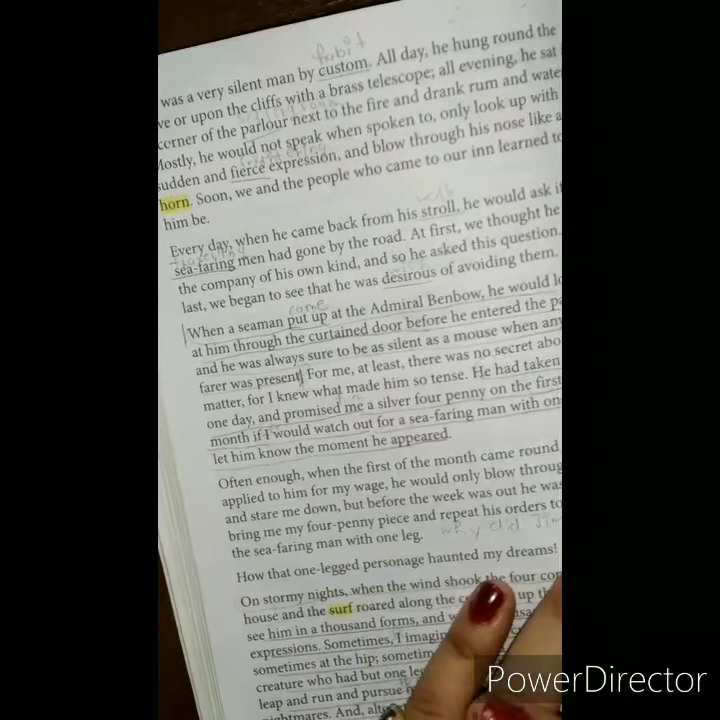 habit
was a very silent man by custom. All day, he hung round the
ve or upon the cliffs with a brass telescope; all evening, he sat
sitting room
corner of the parlour next to the fire and drank rum and wate
Mostly, he would not speak when spoken to, only look up with
frightening
sudden and fierce expression, and blow through his nose like a
horn. Soon, we and the people who came to our inn learned to
him be.
walk
Every day, when he came back from his stroll, he would ask if
travelling
sea-faring men had gone by the road. At first, we thought he
the company of his own kind, and so he asked this question.
last, we began to see that he was desirous of avoiding them.
came
When a seaman put up at the Admiral Benbow, he would lo
at him through the curtained door before he entered the pa
and he was always sure to be as silent as a mouse when any
farer was present. For me, at least, there was no secret abo
matter, for I knew what made him so tense. He had taken
one day, and promised me a silver four penny on the first
month if I would watch out for a sea-faring man with on
let him know the moment he appeared.
Often enough, when the first of the month came round
applied to him for my wage, he would only blow throug
and stare me down, but before the week was out he was
bring me my four-penny piece and repeat his orders to
the sea-faring man with one leg. why did Jim
How that one-legged personage haunted my dreams!
On stormy nights, when the wind shook the four cor
house and the surf roared along the c up th
see him in a thousand forms, and
expressions. Sometimes, I imagin
sometimes at the hip; sometim
creature who had but one leg
leap and run and pursue
nightmares. And, alto
PowerDirector